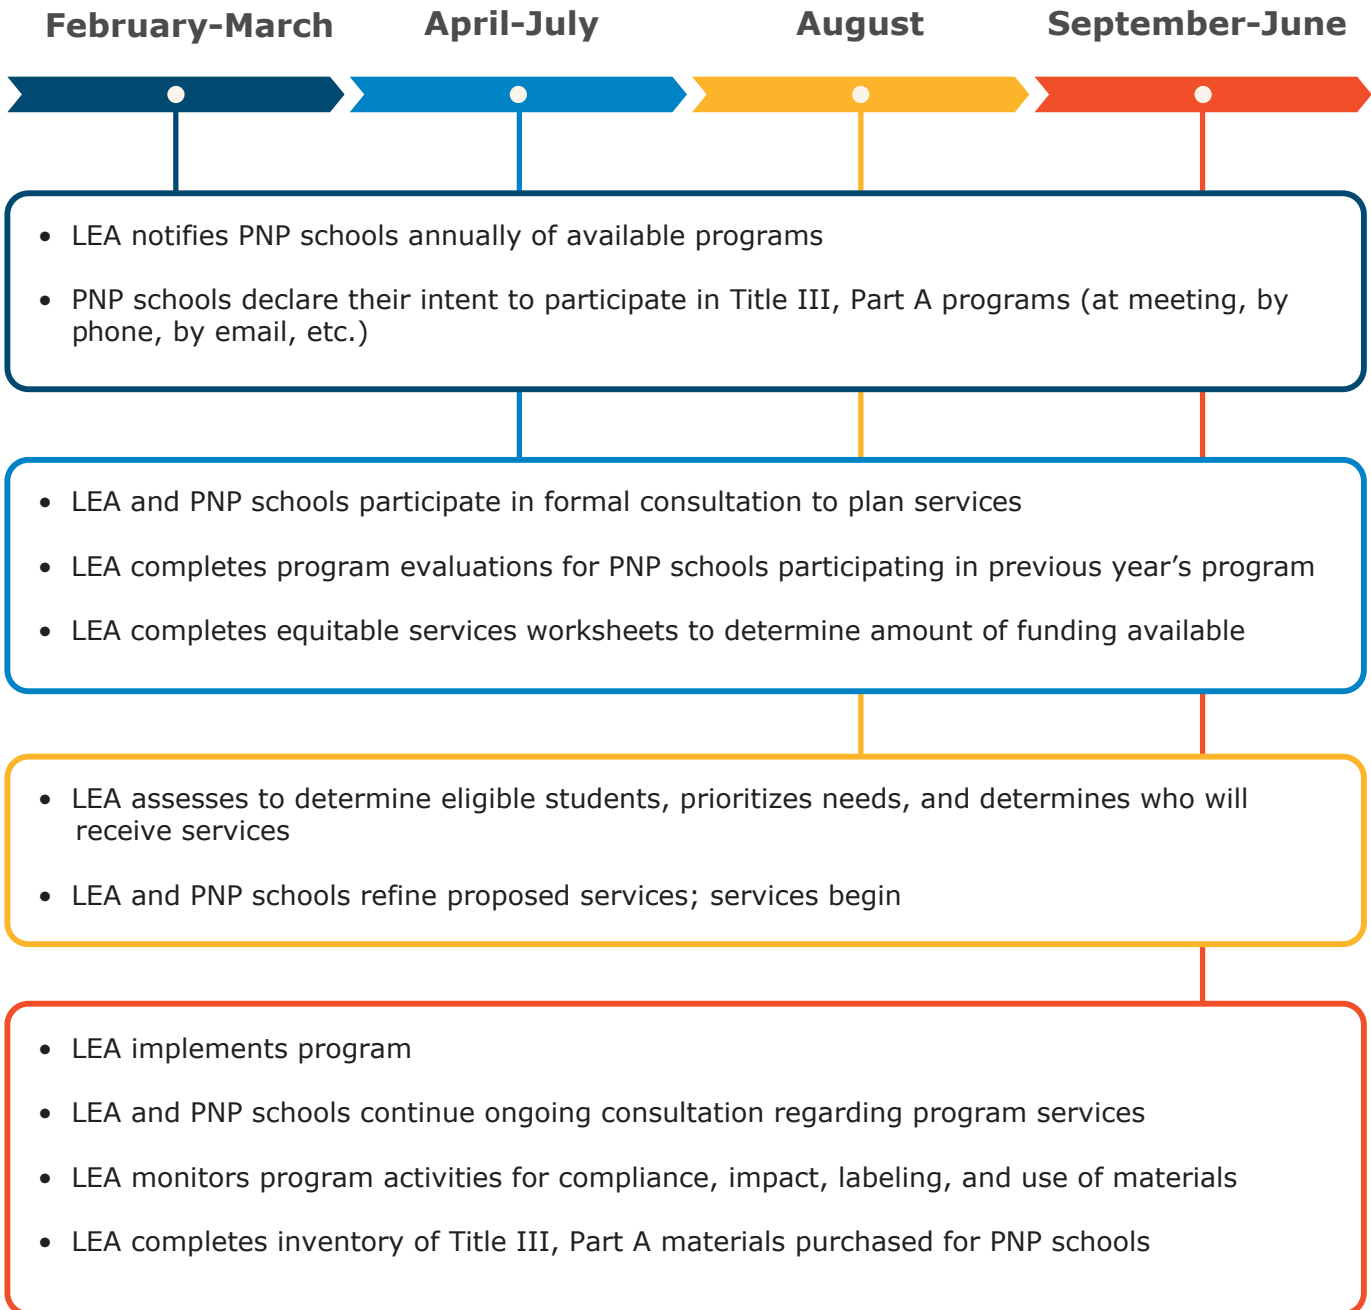 February-March April-July August September-June
• LEA notifies PNP schools annually of available programs
• PNP schools declare their intent to participate in Title III, Part A programs (at meeting, by
phone, by email, etc.)
• LEA and PNP schools participate in formal consultation to plan services
• LEA completes program evaluations for PNP schools participating in previous year’s program
• LEA completes equitable services worksheets to determine amount of funding available
• LEA assesses to determine eligible students, prioritizes needs, and determines who will
receive services
• LEA and PNP schools refine proposed services; services begin
• LEA implements program
• LEA and PNP schools continue ongoing consultation regarding program services
• LEA monitors program activities for compliance, impact, labeling, and use of materials
• LEA completes inventory of Title III, Part A materials purchased for PNP schools